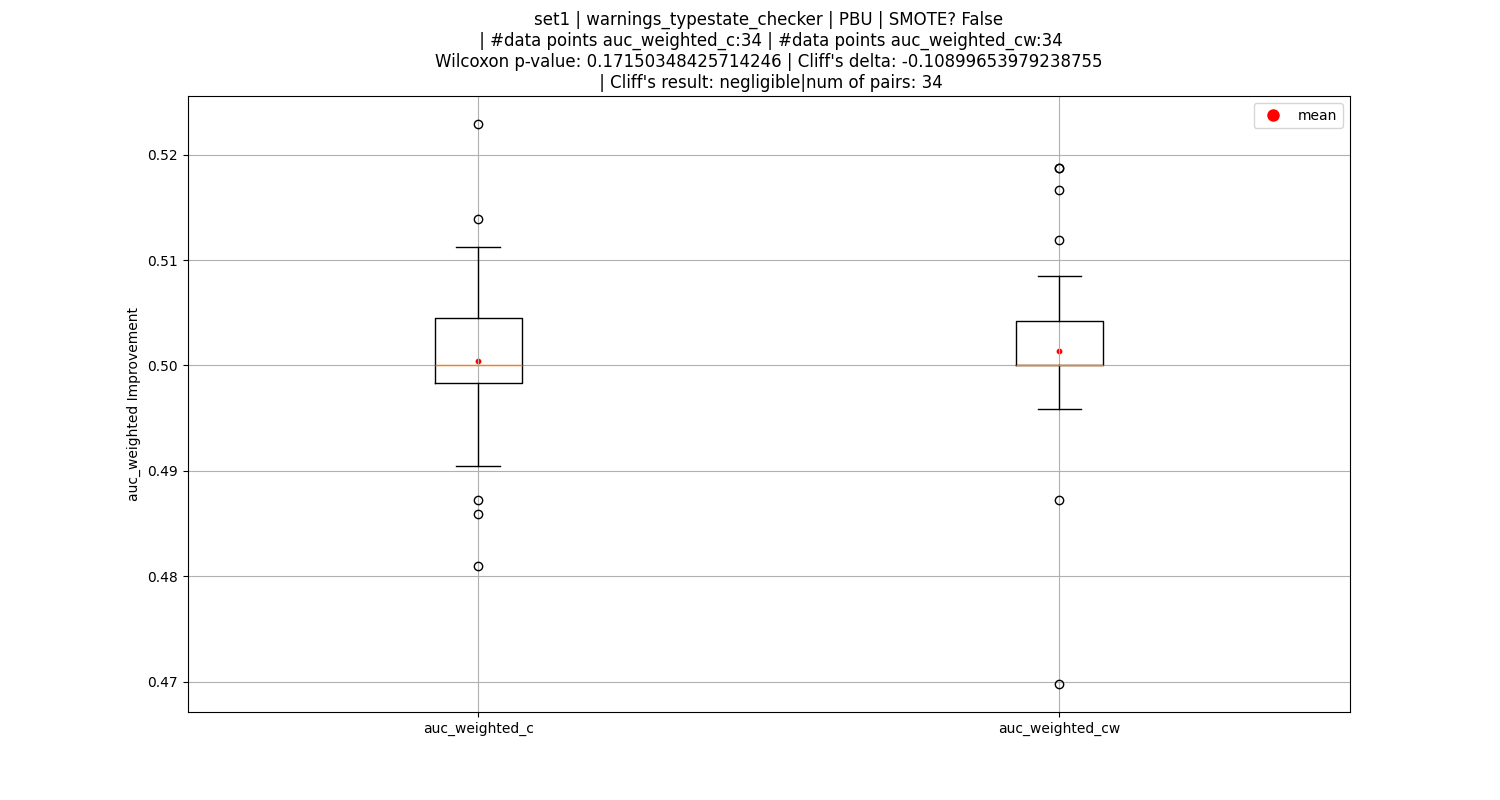 set1 | warnings_typestate_checker | PBU | SMOTE? False
| #data points auc_weighted_c:34 | #data points auc_weighted_cw:34
Wilcoxon p-value: 0.17150348425714246 | Cliff's delta: -0.10899653979238755
| Cliff's result: negligible|num of pairs: 34
mean
0.52
0.51
0.50
0.49
0.48
0.47
auc_weighted Improvement
auc_weighted_c
auc_weighted_cw